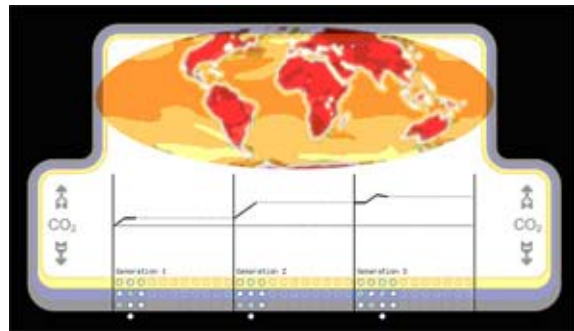 CO₂
CO₂
Generation 1
Generation 2
Generation 3